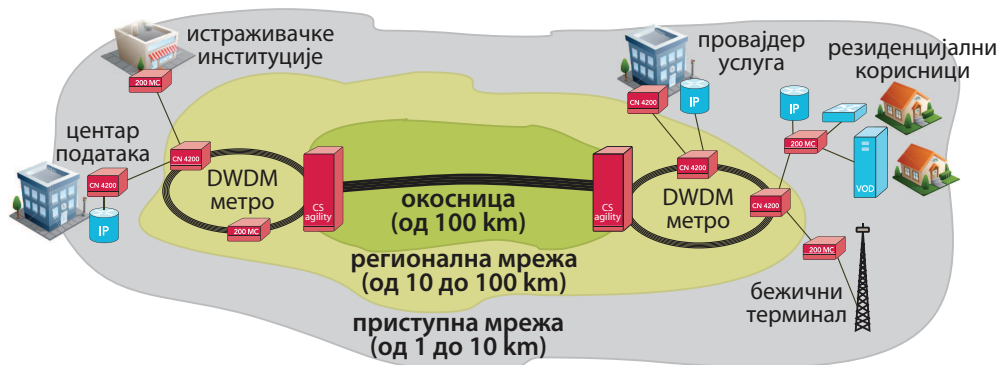 истраживачке
институције
200 MC
центар
података
CN 4200
CN 4200
IP
DWDM
метро
200 MC
CS
agility
окосница
(од 100 km)
регионална мрежа
(од 10 до 100 km)
приступна мрежа
(од 1 до 10 km)
провајдер
услуга
CN 4200
IP
CN 4200
CS
agility
DWDM
метро
CN 4200
резиденцијални
корисници
IP
200 MC
VOD
200 MC
бежични
терминал